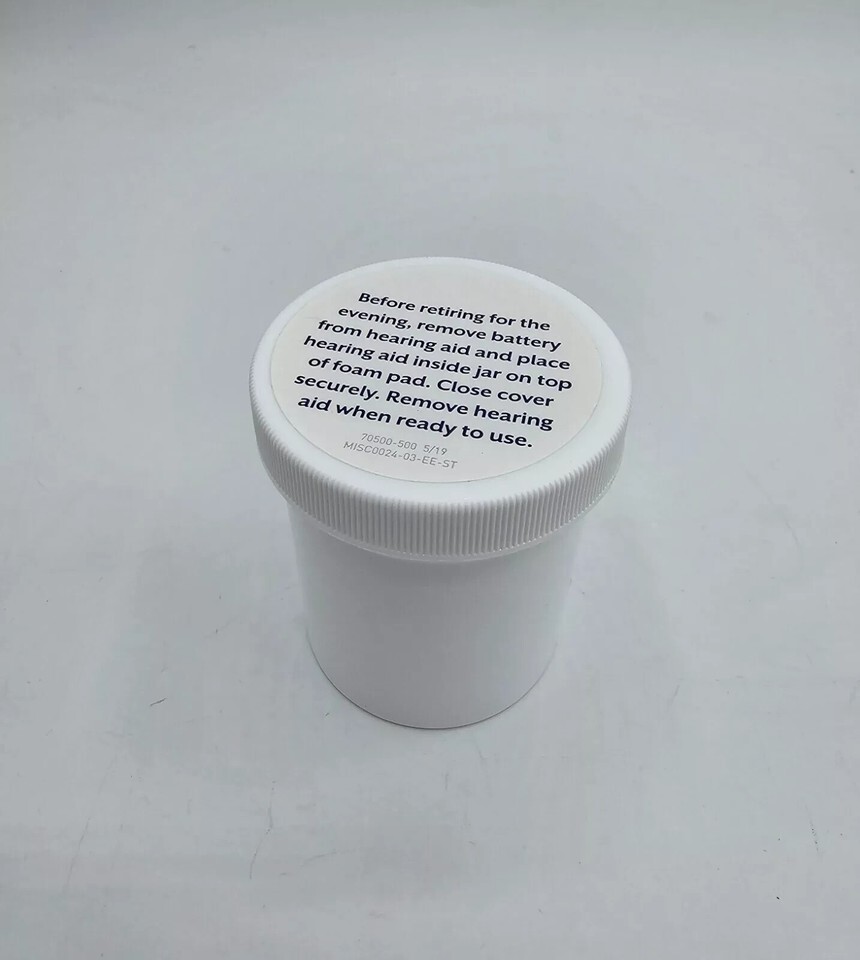 Before retiring for the
evening, remove battery
from hearing aid and place
hearing aid inside jar on top
of foam pad. Close cover
securely. Remove hearing
aid when ready to use.
70500-500 5/19
MISC0024-03-EE-ST